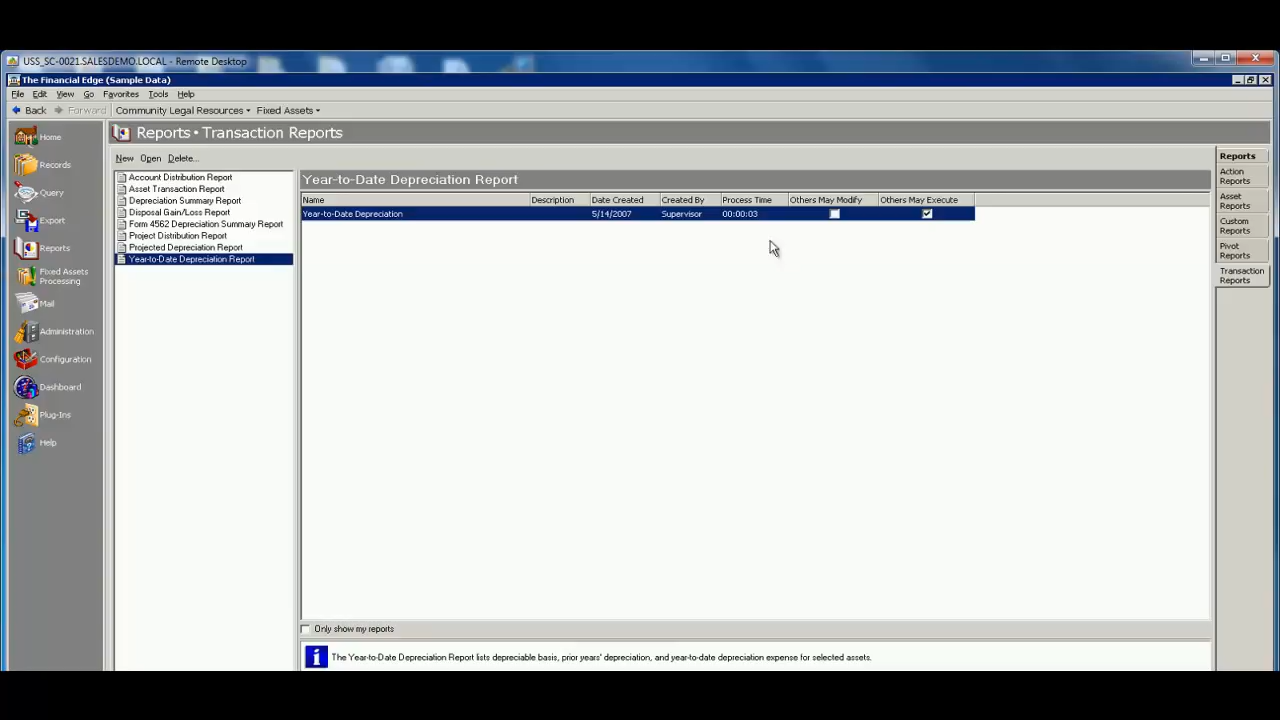 USS_SC-0021.SALESDEMO.LOCAL - Remote Desktop
The Financial Edge (Sample Data)
File Edit View Go Favorites Tools Help
Back Forward Community Legal Resources Fixed Assets
Home
Records
Query
Export
Reports
Fixed Assets
Processing
Mail
Administration
Configuration
Dashboard
Plug-Ins
Help
Reports • Transaction Reports
New Open Delete...
Account Distribution Report
Asset Transaction Report
Depreciation Summary Report
Disposal Gain/Loss Report
Form 4562 Depreciation Summary Report
Project Distribution Report
Projected Depreciation Report
Year-to-Date Depreciation Report
Year-to-Date Depreciation Report
Name Description Date Created Created By Process Time Others May Modify Others May Execute
Year-to-Date Depreciation 5/14/2007 Supervisor 00:00:03
Only show my reports
The Year-to-Date Depreciation Report lists depreciable basis, prior years' depreciation, and year-to-date depreciation expense for selected assets.
Reports
Action
Reports
Asset
Reports
Custom
Reports
Pivot
Reports
Transaction
Reports